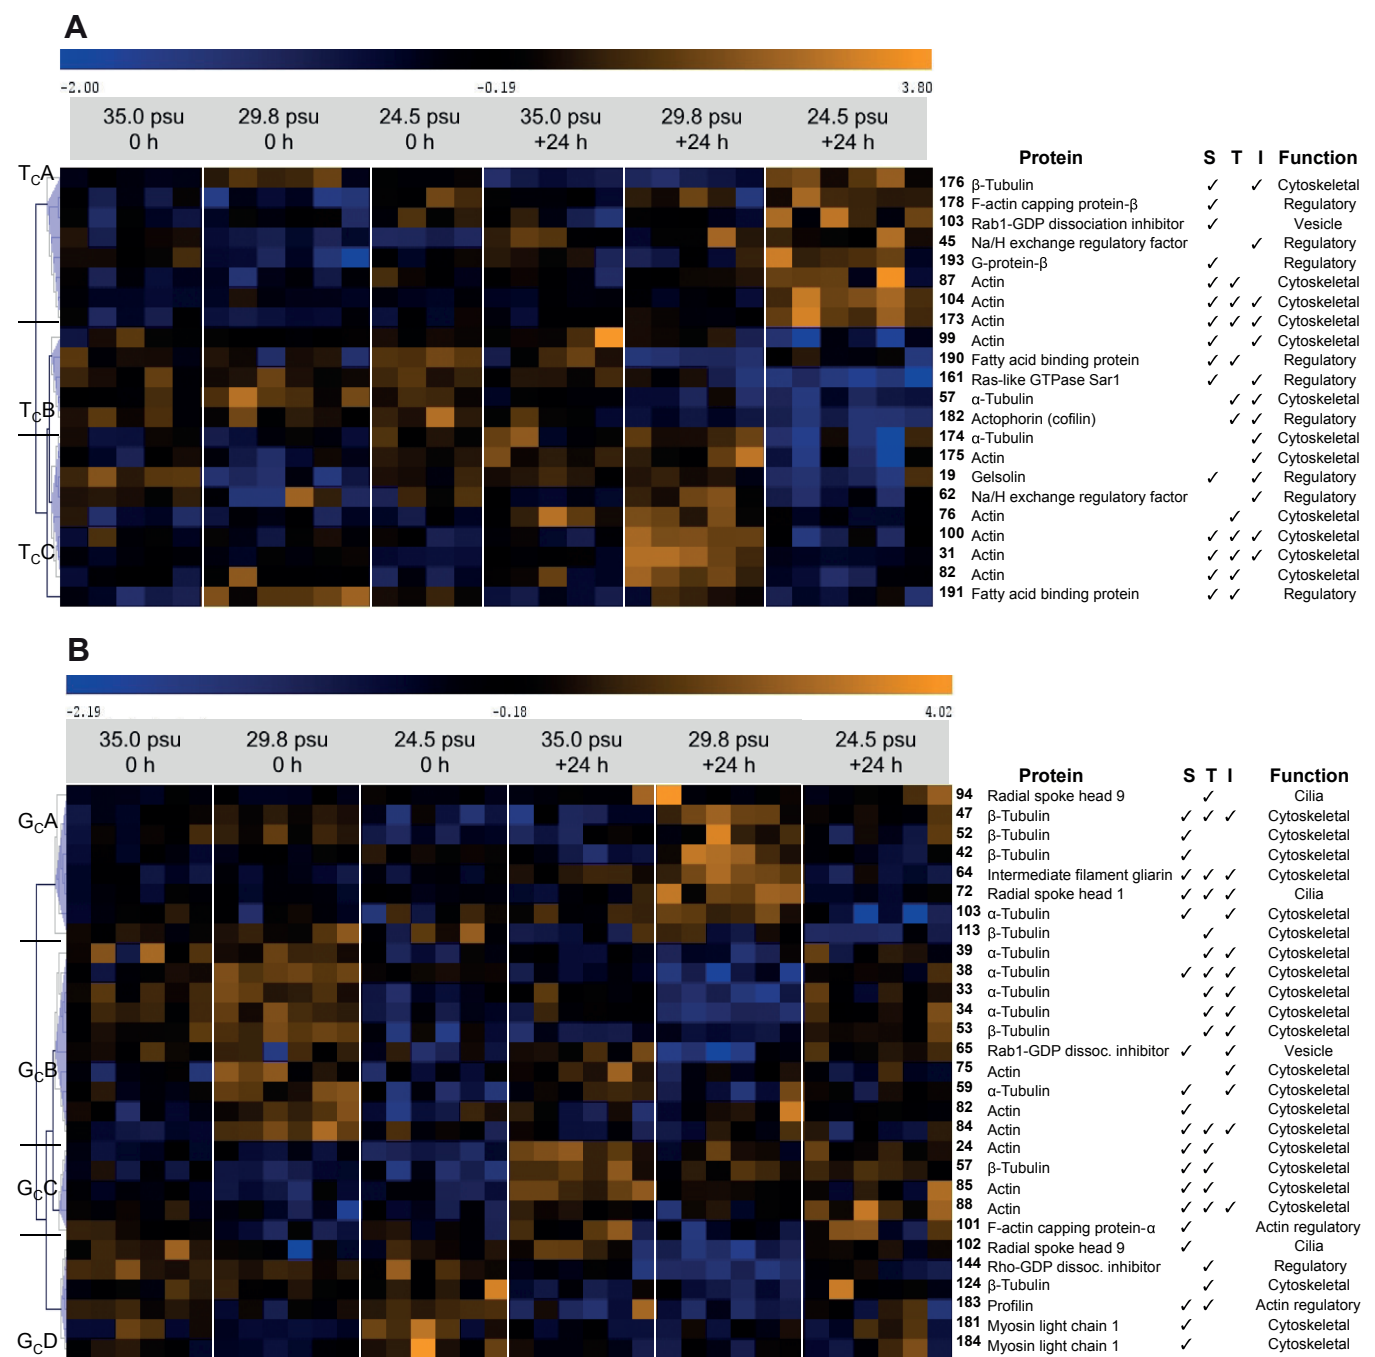 A
-2.00 -0.19 3.80
35.0 psu 29.8 psu 24.5 psu 35.0 psu 29.8 psu 24.5 psu
0 h 0 h 0 h +24 h +24 h +24 h
Protein S T I Function
TCA
176 β-Tubulin ✓ ✓ Cytoskeletal
178 F-actin capping protein-β ✓ Regulatory
103 Rab1-GDP dissociation inhibitor ✓ Vesicle
45 Na/H exchange regulatory factor ✓ Regulatory
193 G-protein-β ✓ Regulatory
87 Actin ✓ ✓ Cytoskeletal
104 Actin ✓ ✓ ✓ Cytoskeletal
173 Actin ✓ ✓ ✓ Cytoskeletal
99 Actin ✓ ✓ Cytoskeletal
190 Fatty acid binding protein ✓ ✓ Regulatory
161 Ras-like GTPase Sar1 ✓ ✓ Regulatory
57 α-Tubulin ✓ ✓ Cytoskeletal
TCB
182 Actophorin (cofilin) ✓ ✓ Regulatory
174 α-Tubulin ✓ Cytoskeletal
175 Actin ✓ Cytoskeletal
19 Gelsolin ✓ ✓ Regulatory
62 Na/H exchange regulatory factor ✓ Regulatory
76 Actin ✓ Cytoskeletal
100 Actin ✓ ✓ ✓ Cytoskeletal
TCC
31 Actin ✓ ✓ ✓ Cytoskeletal
82 Actin ✓ ✓ Cytoskeletal
191 Fatty acid binding protein ✓ ✓ Regulatory
B
-2.19 -0.18 4.02
35.0 psu 29.8 psu 24.5 psu 35.0 psu 29.8 psu 24.5 psu
0 h 0 h 0 h +24 h +24 h +24 h
Protein S T I Function
94 Radial spoke head 9 ✓ Cilia
GCA
47 β-Tubulin ✓ ✓ ✓ Cytoskeletal
52 β-Tubulin ✓ Cytoskeletal
42 β-Tubulin ✓ Cytoskeletal
64 Intermediate filament gliarin ✓ ✓ ✓ Cytoskeletal
72 Radial spoke head 1 ✓ ✓ ✓ Cilia
103 α-Tubulin ✓ ✓ Cytoskeletal
113 β-Tubulin ✓ Cytoskeletal
39 α-Tubulin ✓ ✓ Cytoskeletal
38 α-Tubulin ✓ ✓ ✓ Cytoskeletal
33 α-Tubulin ✓ ✓ Cytoskeletal
34 α-Tubulin ✓ ✓ Cytoskeletal
53 β-Tubulin ✓ ✓ Cytoskeletal
65 Rab1-GDP dissoc. inhibitor ✓ ✓ Vesicle
GCB
75 Actin ✓ Cytoskeletal
59 α-Tubulin ✓ ✓ Cytoskeletal
82 Actin ✓ Cytoskeletal
84 Actin ✓ ✓ ✓ Cytoskeletal
24 Actin ✓ ✓ Cytoskeletal
57 β-Tubulin ✓ ✓ Cytoskeletal
GCC
85 Actin ✓ ✓ Cytoskeletal
88 Actin ✓ ✓ ✓ Cytoskeletal
101 F-actin capping protein-α ✓ Actin regulatory
102 Radial spoke head 9 ✓ Cilia
144 Rho-GDP dissoc. inhibitor ✓ Regulatory
124 β-Tubulin ✓ Cytoskeletal
183 Profilin ✓ ✓ Actin regulatory
181 Myosin light chain 1 ✓ Cytoskeletal
GCD
184 Myosin light chain 1 ✓ Cytoskeletal